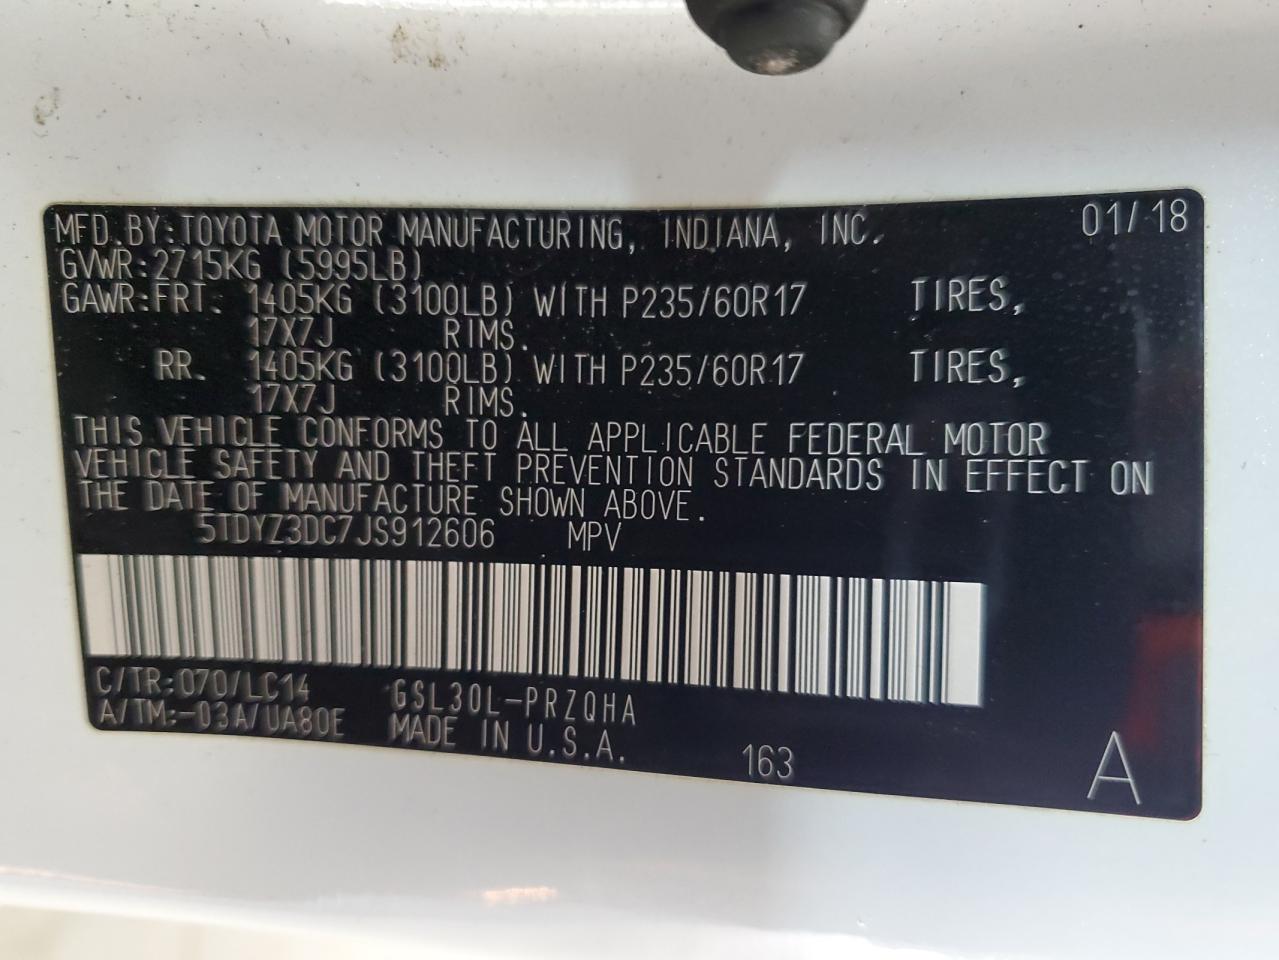 MFD. BY: TOYOTA MOTOR MANUFACTURING, INDIANA, INC. 01/18
GVWR: 2715KG (5995LB)
GAWR: FRT. 1405KG (3100LB) WITH P235/60R17 TIRES,
17X7J RIMS.
RR. 1405KG (3100LB) WITH P235/60R17 TIRES,
17X7J RIMS.
THIS VEHICLE CONFORMS TO ALL APPLICABLE FEDERAL MOTOR
VEHICLE SAFETY AND THEFT PREVENTION STANDARDS IN EFFECT ON
THE DATE OF MANUFACTURE SHOWN ABOVE.
5TDYZ3DC7JS912606 MPV
C/TR: 070/LC14 GSL30L-PRZQHA
A/TM: -03A/UA80E MADE IN U.S.A. 163 A